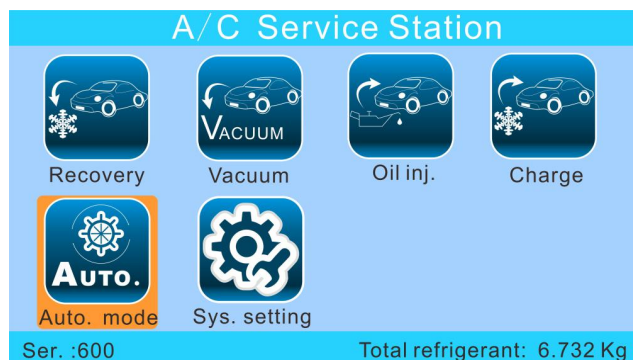 A/C Service Station
VACUUM
Recovery Vacuum Oil inj. Charge
AUTO.
Auto. mode Sys. setting
Ser. :600 Total refrigerant: 6.732 Kg